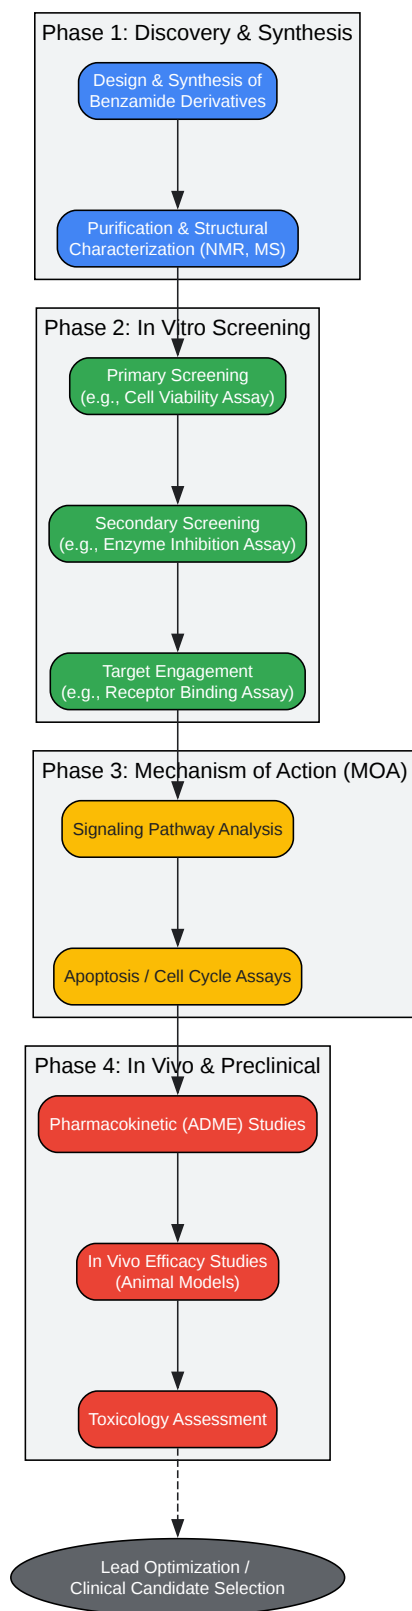 Phase 1: Discovery & Synthesis
Design & Synthesis of
Benzamide Derivatives
Purification & Structural
Characterization (NMR, MS)
Phase 2: In Vitro Screening
Primary Screening
(e.g., Cell Viability Assay)
Secondary Screening
(e.g., Enzyme Inhibition Assay)
Target Engagement
(e.g., Receptor Binding Assay)
Phase 3: Mechanism of Action (MOA)
Signaling Pathway Analysis
Apoptosis / Cell Cycle Assays
Phase 4: In Vivo & Preclinical
Pharmacokinetic (ADME) Studies
In Vivo Efficacy Studies
(Animal Models)
Toxicology Assessment
Lead Optimization /
Clinical Candidate Selection